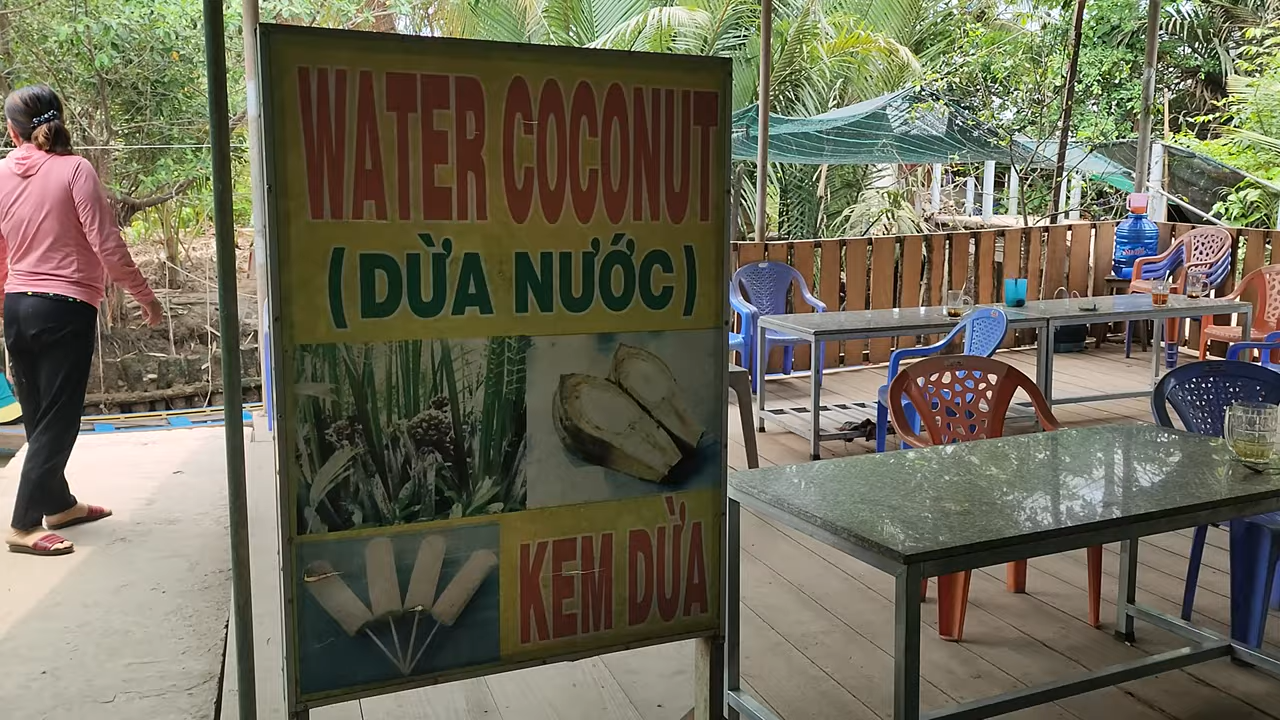 WATER COCONUT
(DỪA NƯỚC)
KEM DỪA